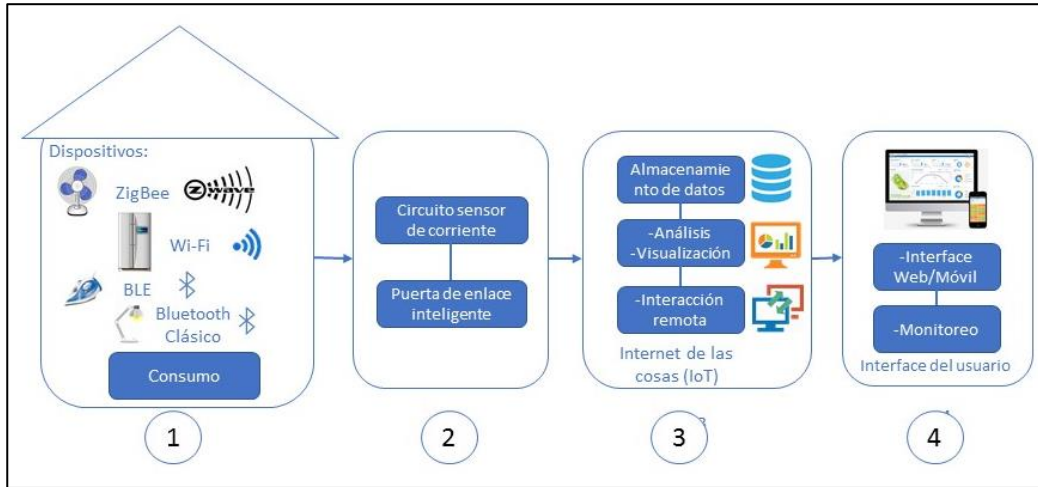 Dispositivos:
ZigBee
Z wave
Wi-Fi
BLE
Bluetooth
Clásico
Consumo
1
Circuito sensor
de corriente
Puerta de enlace
inteligente
2
Almacenamie
nto de datos
-Análisis
-Visualización
-Interacción
remota
Internet de las
cosas (IoT)
3
-Interface
Web/Móvil
-Monitoreo
Interface del usuario
4